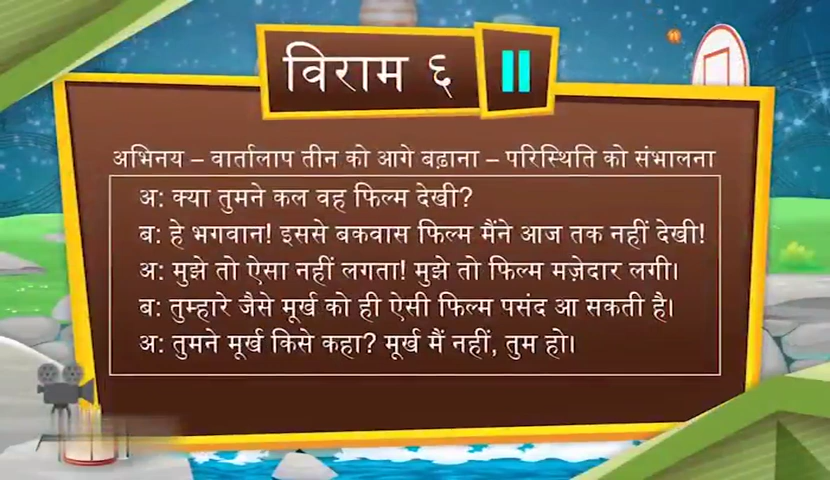 विराम ६
अभिनय – वार्तालाप तीन को आगे बढ़ाना – परिस्थिति को संभालना
अ: क्या तुमने कल वह फिल्म देखी?
ब: हे भगवान! इससे बकवास फिल्म मैंने आज तक नहीं देखी!
अ: मुझे तो ऐसा नहीं लगता! मुझे तो फिल्म मज़ेदार लगी।
ब: तुम्हारे जैसे मूर्ख को ही ऐसी फिल्म पसंद आ सकती है।
अ: तुमने मूर्ख किसे कहा? मूर्ख मैं नहीं, तुम हो।